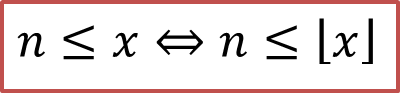 n ≤ x ⇔ n ≤ ⌊x⌋